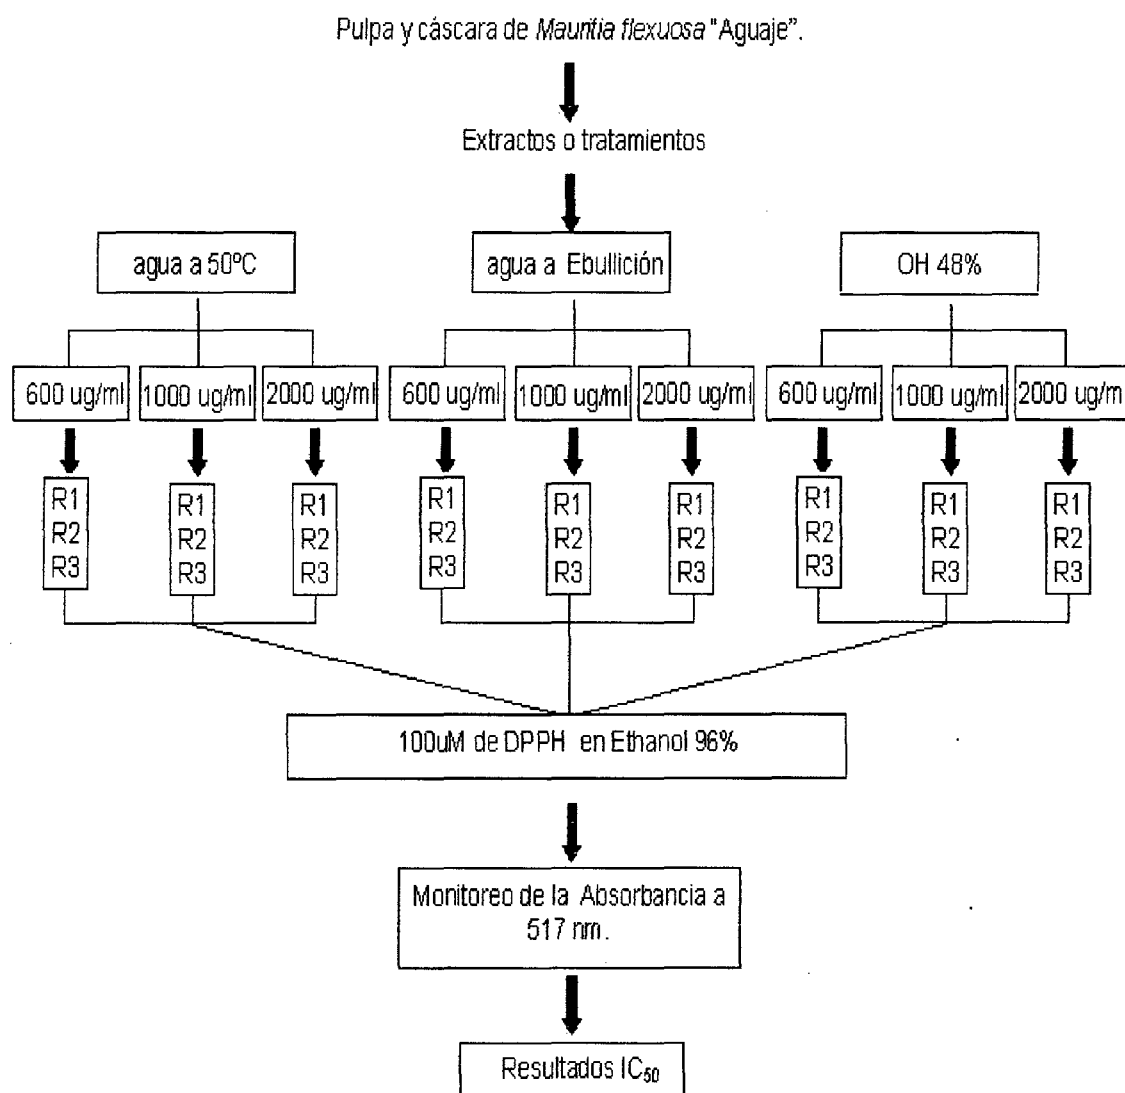 Pulpa y cáscara de Mauritia flexuosa "Aguaje".
Extractos o tratamientos
agua a 50ºC
agua a Ebullición
OH 48%
600 ug/ml
1000 ug/ml
2000 ug/ml
600 ug/ml
1000 ug/ml
2000 ug/ml
600 ug/ml
1000 ug/ml
2000 ug/m
R1
R2
R3
R1
R2
R3
R1
R2
R3
R1
R2
R3
R1
R2
R3
R1
R2
R3
R1
R2
R3
R1
R2
R3
R1
R2
R3
100uM de DPPH en Ethanol 96%
Monitoreo de la Absorbancia a
517 nm.
Resultados IC50